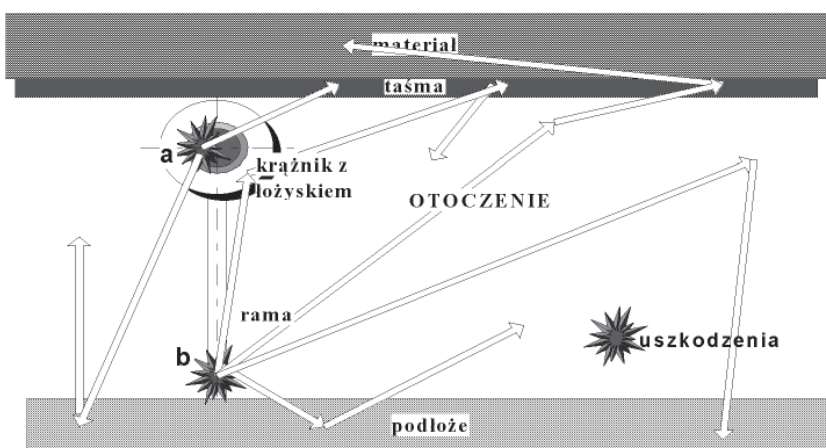 materiał
taśma
a
krążnik z
łożyskiem
OTOCZENIE
rama
b
uszkodzenia
podłoże